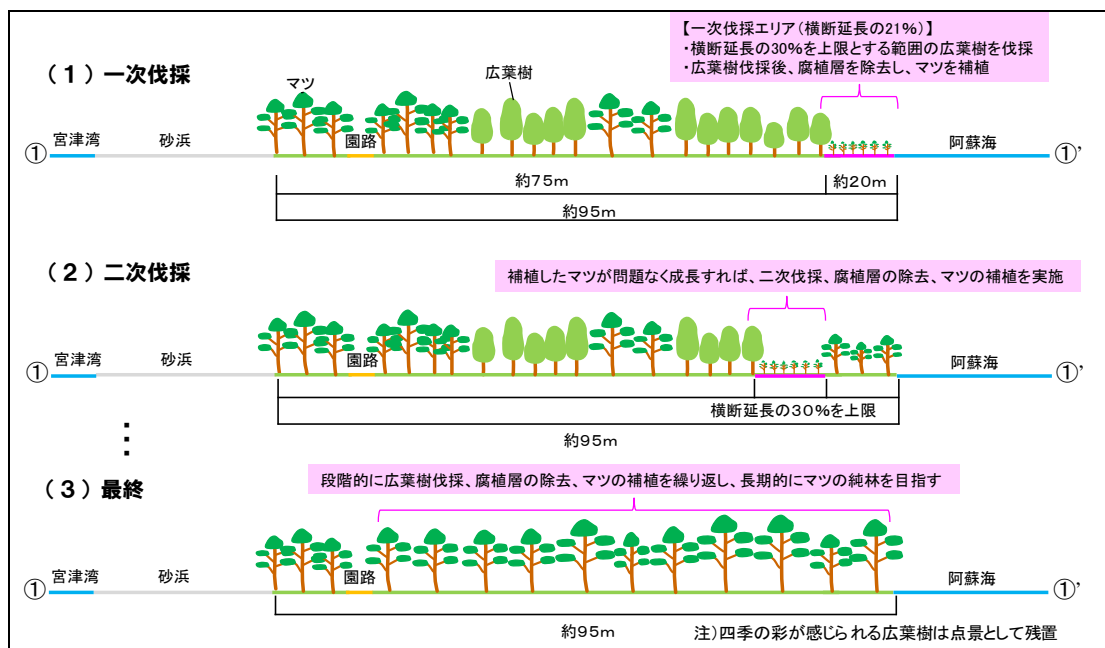 【一次伐採エリア（横断延長の21％）】
・横断延長の30％を上限とする範囲の広葉樹を伐採
・広葉樹伐採後、腐植層を除去し、マツを補植
（１）一次伐採
マツ
広葉樹
① 宮津湾 砂浜 園路 阿蘇海 ①’
約75ｍ 約20ｍ
約95ｍ
（２）二次伐採
補植したマツが問題なく成長すれば、二次伐採、腐植層の除去、マツの補植を実施
① 宮津湾 砂浜 園路 阿蘇海 ①’
横断延長の30％を上限
約95ｍ
（３）最終
段階的に広葉樹伐採、腐植層の除去、マツの補植を繰り返し、長期的にマツの純林を目指す
① 宮津湾 砂浜 園路 阿蘇海 ①’
約95ｍ
注）四季の彩が感じられる広葉樹は点景として残置